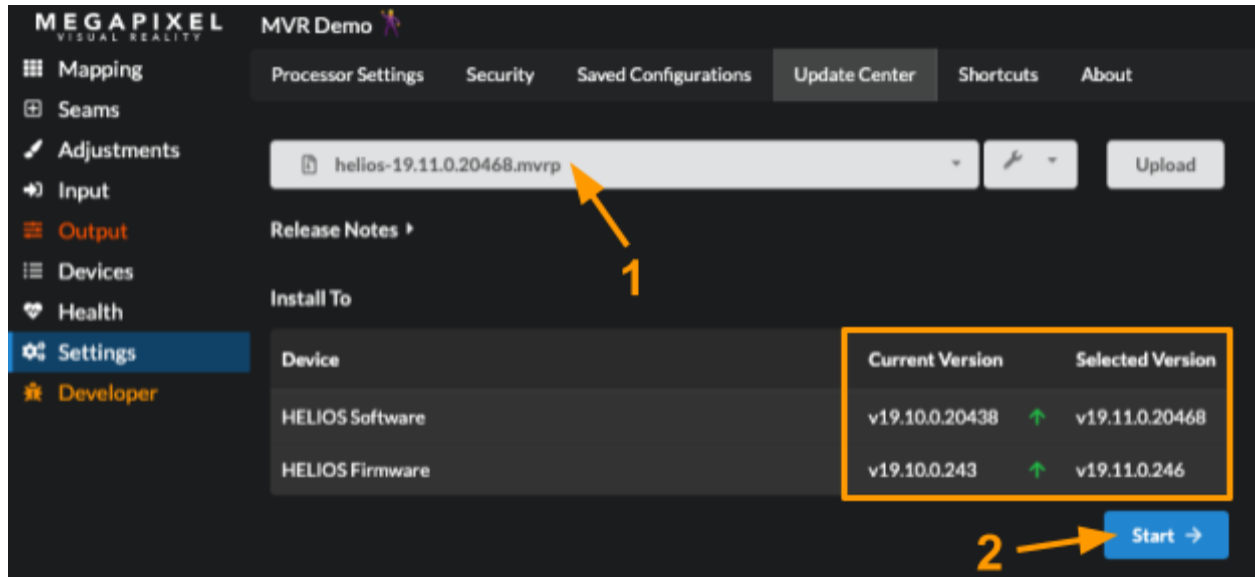 MEGAPIXEL
VISUAL REALITY
MVR Demo
Mapping
Seams
Adjustments
Input
Output
Devices
Health
Settings
Developer
Processor Settings Security Saved Configurations Update Center Shortcuts About
helios-19.11.0.20468.mvrp
Upload
Release Notes
1
Install To
Device Current Version Selected Version
HELIOS Software v19.10.0.20438 v19.11.0.20468
HELIOS Firmware v19.10.0.243 v19.11.0.246
2
Start